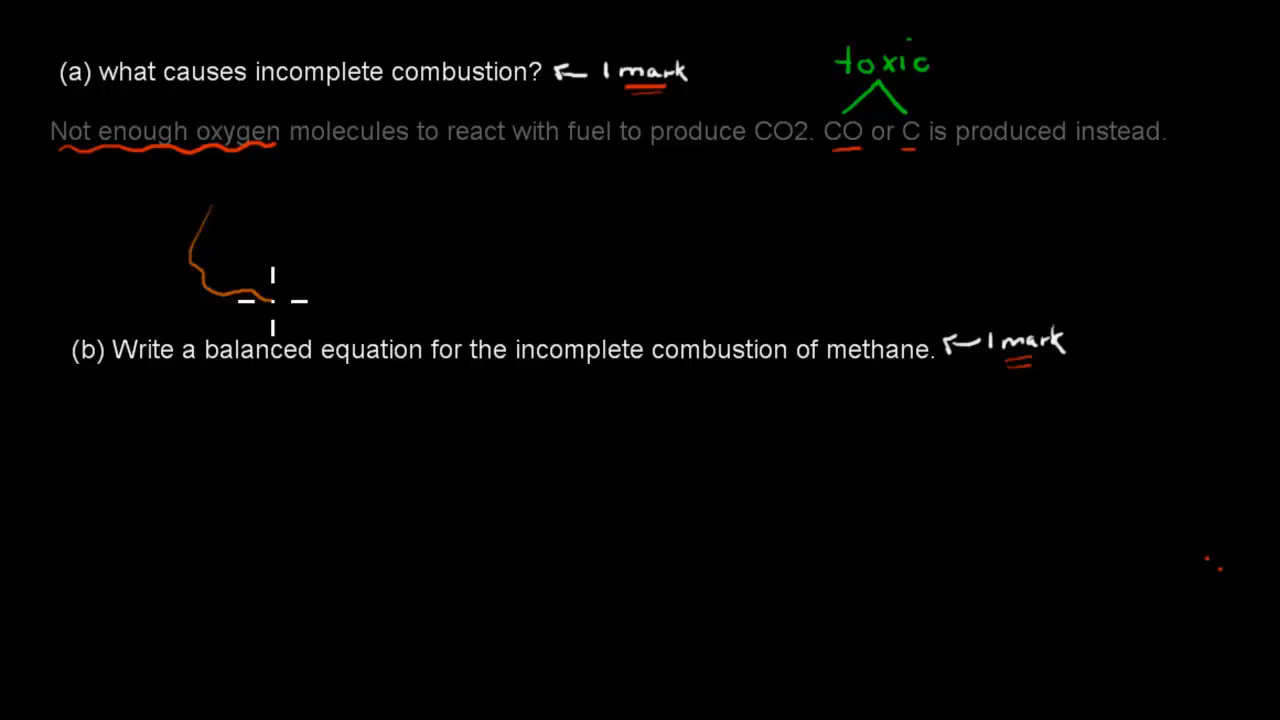 toxic
(a) what causes incomplete combustion? ← 1 mark
Not enough oxygen molecules to react with fuel to produce CO2. CO or C is produced instead.
(b) Write a balanced equation for the incomplete combustion of methane. ← 1 mark